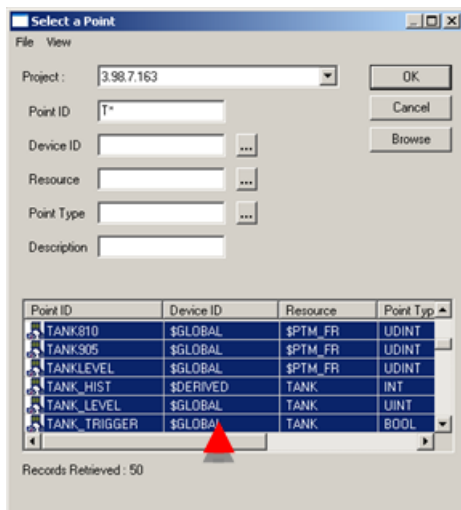 Select a Point
File View
Project : 3.98.7.163 OK
Point ID T* Cancel
Device ID ... Browse
Resource ...
Point Type ...
Description
Point ID Device ID Resource Point Typ
TANK810 $GLOBAL $PTM_FR UDINT
TANK905 $GLOBAL $PTM_FR UDINT
TANKLEVEL $GLOBAL $PTM_FR UDINT
TANK_HIST $DERIVED TANK INT
TANK_LEVEL $GLOBAL TANK UINT
TANK_TRIGGER $GLOBAL TANK BOOL
Records Retrieved : 50